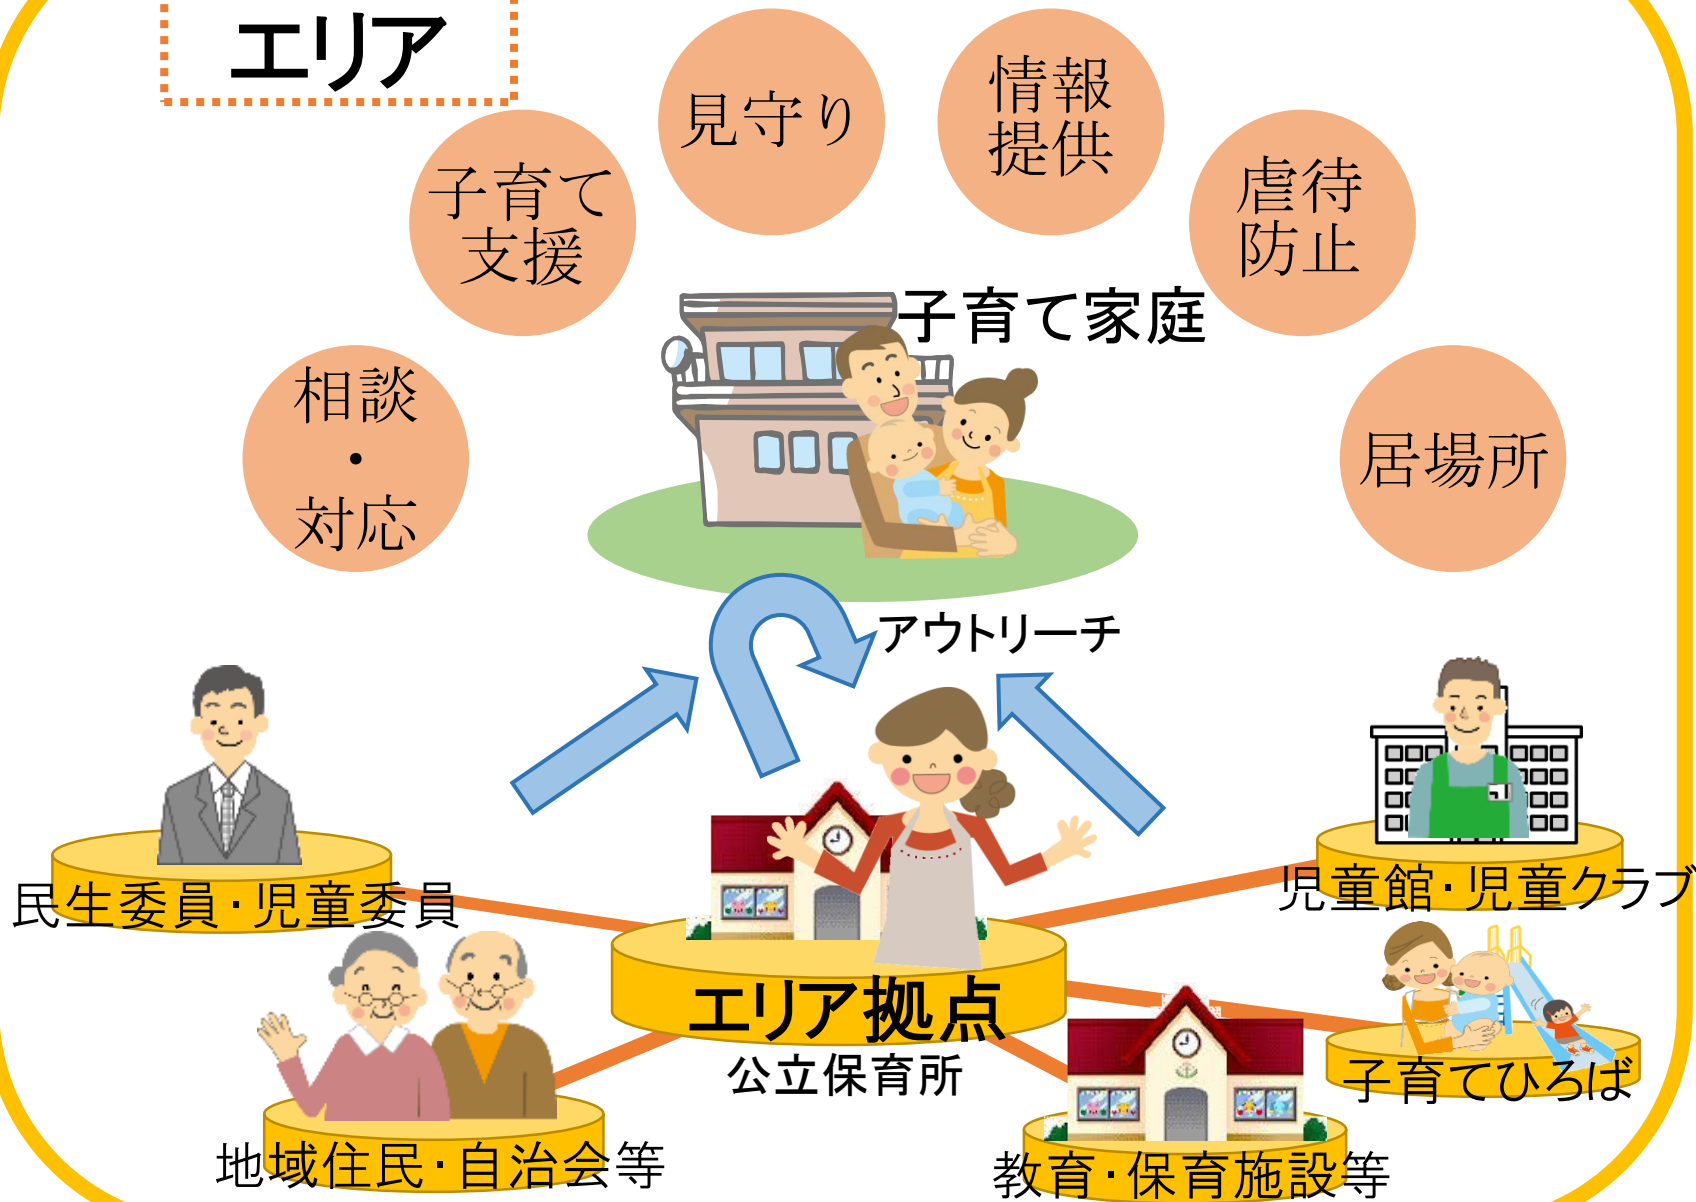 エリア
見守り
情報
提供
子育て
支援
虐待
防止
子育て家庭
相談
・
対応
居場所
アウトリーチ
民生委員・児童委員
児童館・児童クラブ
エリア拠点
公立保育所
子育てひろば
地域住民・自治会等
教育・保育施設等